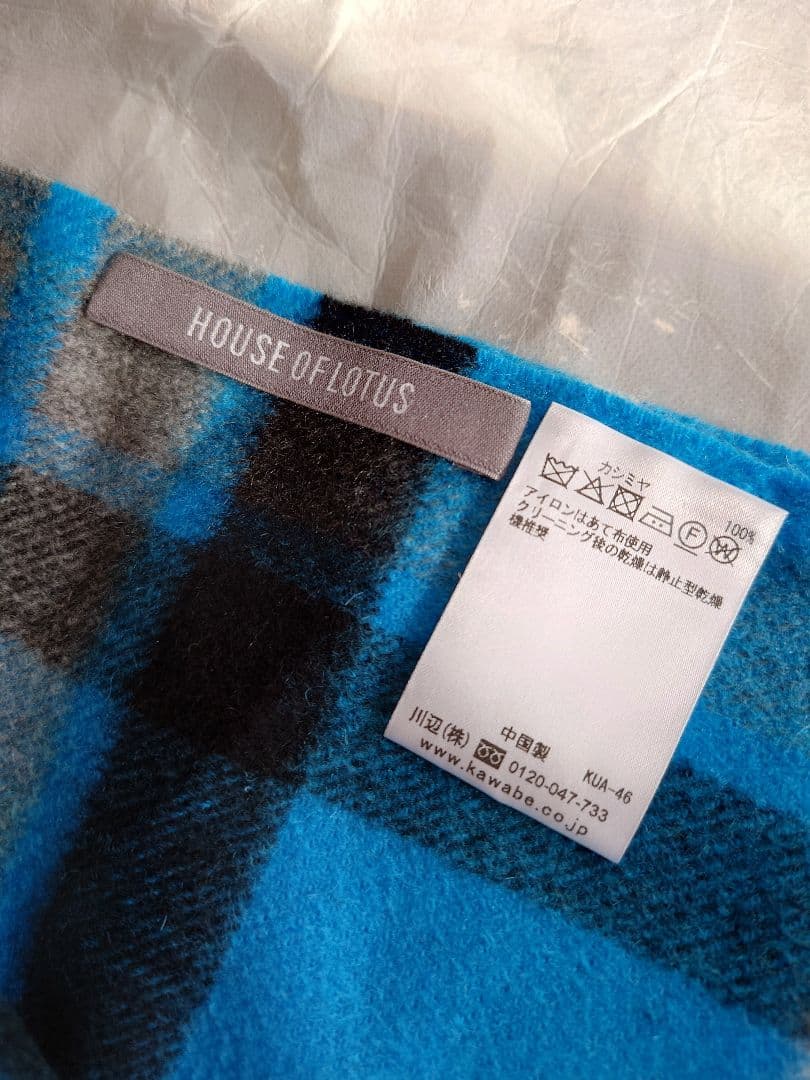 HOUSE OF LOTUS
カシミヤ 100%
アイロンはあて布使用
クリーニング後の乾燥は静止型乾燥
機推奨
中国製 KUA-46
川辺(株) 0120-047-733
www.kawabe.co.jp